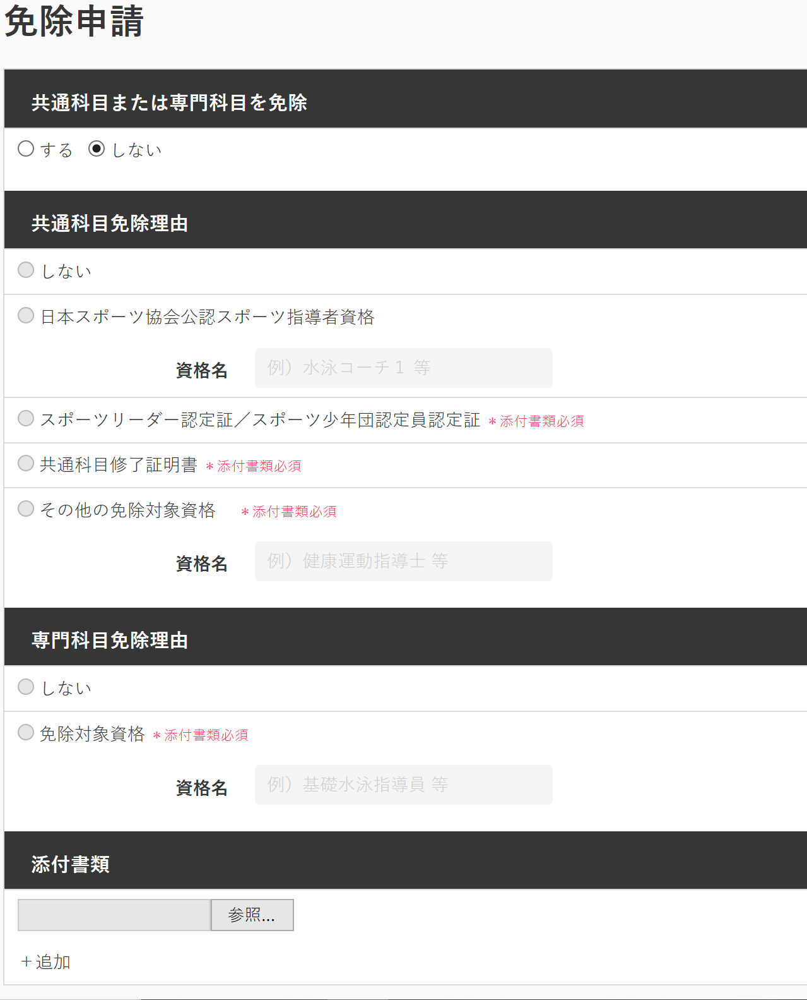 免除申請
共通科目または専門科目を免除
する しない
共通科目免除理由
しない
日本スポーツ協会公認スポーツ指導者資格
資格名 例）水泳コーチ１ 等
スポーツリーダー認定証／スポーツ少年団認定員認定証 ＊添付書類必須
共通科目修了証明書 ＊添付書類必須
その他の免除対象資格 ＊添付書類必須
資格名 例）健康運動指導士 等
専門科目免除理由
しない
免除対象資格 ＊添付書類必須
資格名 例）基礎水泳指導員 等
添付書類
参照...
＋追加